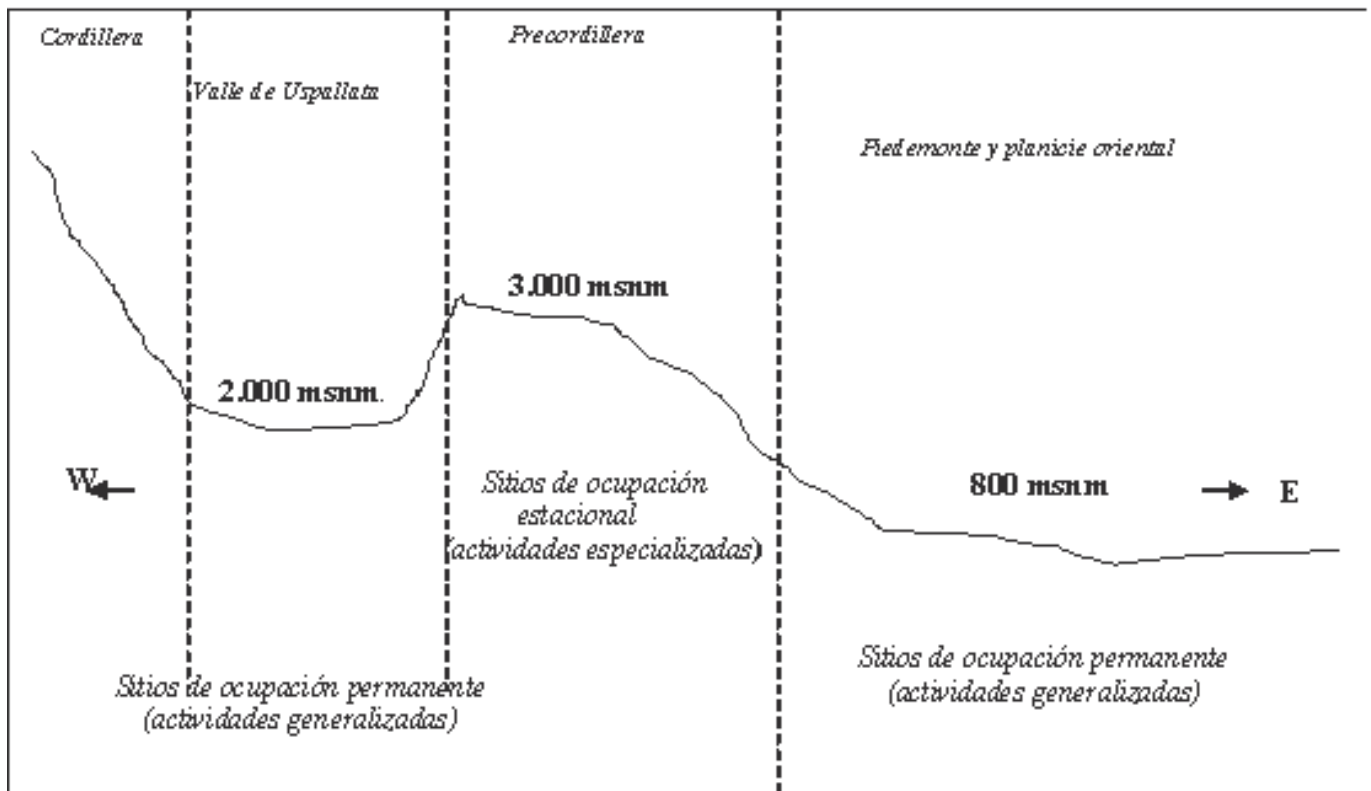 Cordillera
Precordillera
Valle de Uspallata
Piedemonte y planicie oriental
3.000 msnm
2.000 msnm.
W
Sitios de ocupación
estacional
(actividades especializadas)
800 msnm
E
Sitios de ocupación permanente
(actividades generalizadas)
Sitios de ocupación permanente
(actividades generalizadas)